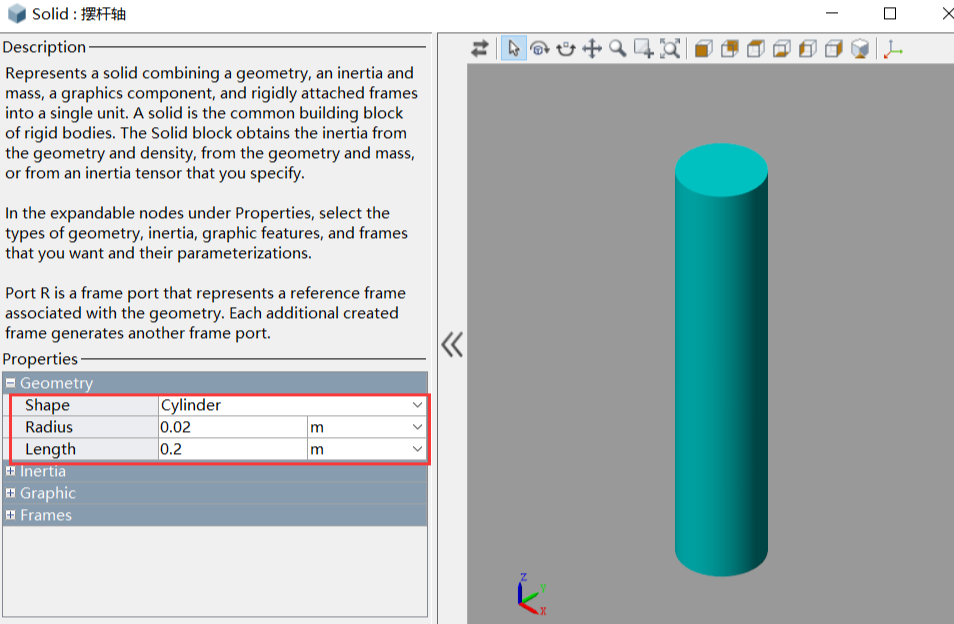 Solid : 摆杆轴
Description
Represents a solid combining a geometry, an inertia and
mass, a graphics component, and rigidly attached frames
into a single unit. A solid is the common building block
of rigid bodies. The Solid block obtains the inertia from
the geometry and density, from the geometry and mass,
or from an inertia tensor that you specify.
In the expandable nodes under Properties, select the
types of geometry, inertia, graphic features, and frames
that you want and their parameterizations.
Port R is a frame port that represents a reference frame
associated with the geometry. Each additional created
frame generates another frame port.
Properties
Geometry
Shape Cylinder
Radius 0.02 m
Length 0.2 m
Inertia
Graphic
Frames
z
y
x